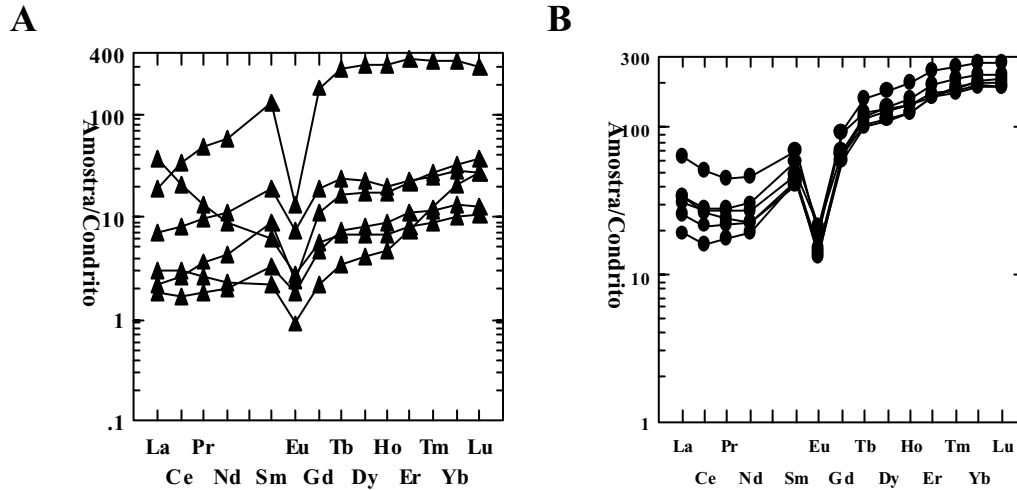 A
Amostra/Condrito
400
100
10
1
.1
La Pr Eu Tb Ho Tm Lu
Ce Nd Sm Gd Dy Er Yb
B
Amostra/Condrito
300
100
10
1
La Pr Eu Tb Ho Tm Lu
Ce Nd Sm Gd Dy Er Yb